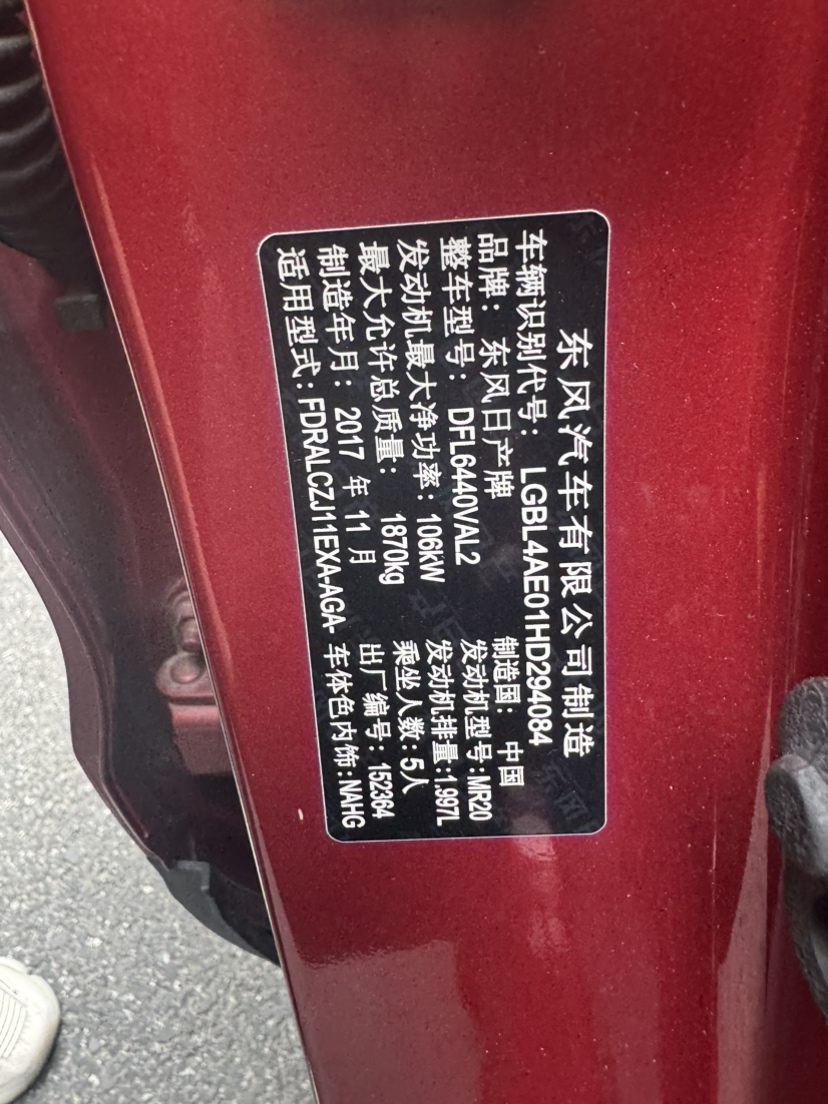 东风汽车有限公司制造
车辆识别代号: LGBL4AE01HD294084
品牌: 东风日产牌 制造国: 中国
整车型号: DFL6440VAL2 发动机型号:MR20
发动机最大净功率: 106kW 发动机排量:1.997L
最大允许总质量: 1870kg 乘坐人数:5人
制造年月: 2017 年 11 月 出厂编号: 152364
适用型式: FDRALCZJ11EXA-AGA- 车体色内饰:NAHG